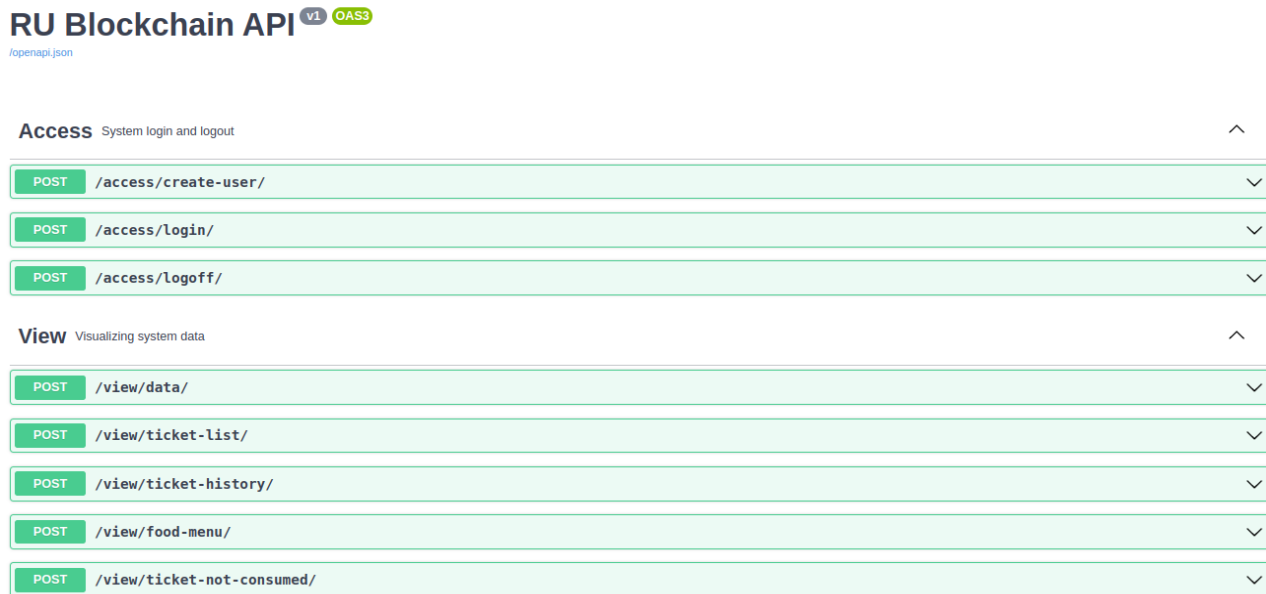 RU Blockchain API v1 OAS3
/openapi.json
Access System login and logout
POST /access/create-user/
POST /access/login/
POST /access/logoff/
View Visualizing system data
POST /view/data/
POST /view/ticket-list/
POST /view/ticket-history/
POST /view/food-menu/
POST /view/ticket-not-consumed/